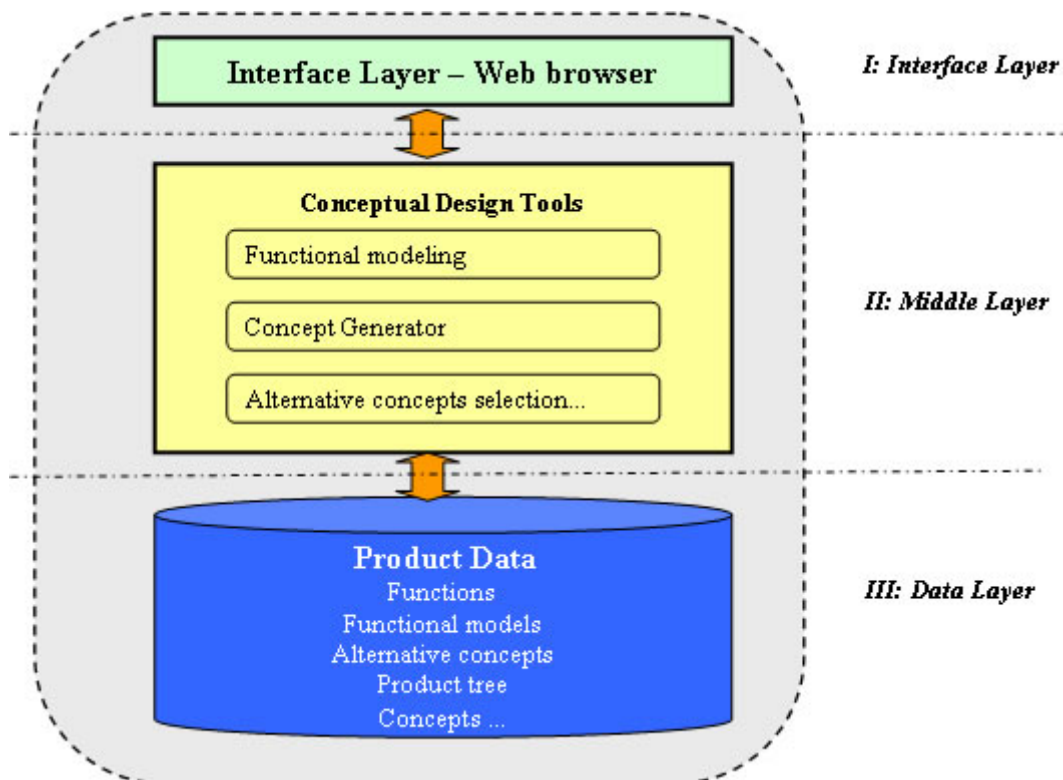 Interface Layer – Web browser
I: Interface Layer
Conceptual Design Tools
Functional modeling
Concept Generator
Alternative concepts selection...
II: Middle Layer
Product Data
Functions
Functional models
Alternative concepts
Product tree
Concepts ...
III: Data Layer